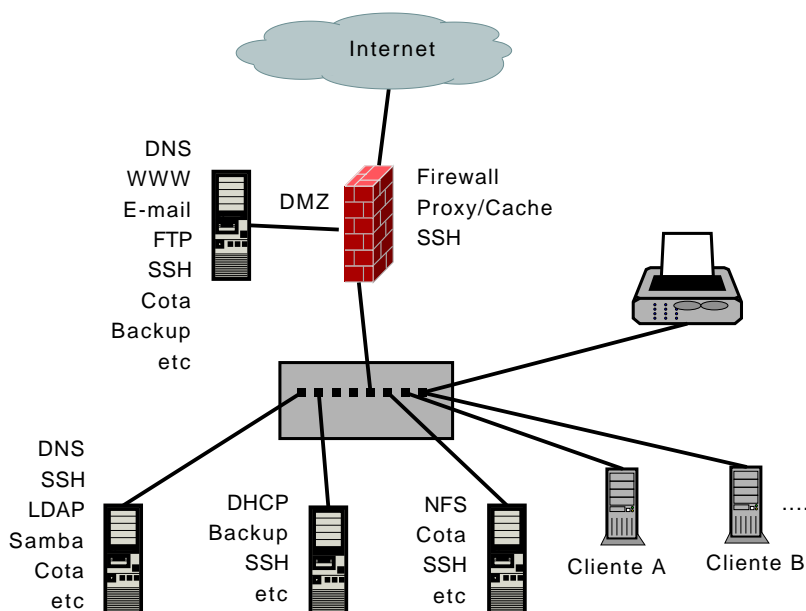 Internet
DNS
WWW
E-mail
FTP
SSH
Cota
Backup
etc
DMZ
Firewall
Proxy/Cache
SSH
DNS
SSH
LDAP
Samba
Cota
etc
DHCP
Backup
SSH
etc
NFS
Cota
SSH
etc
Cliente A
Cliente B
....